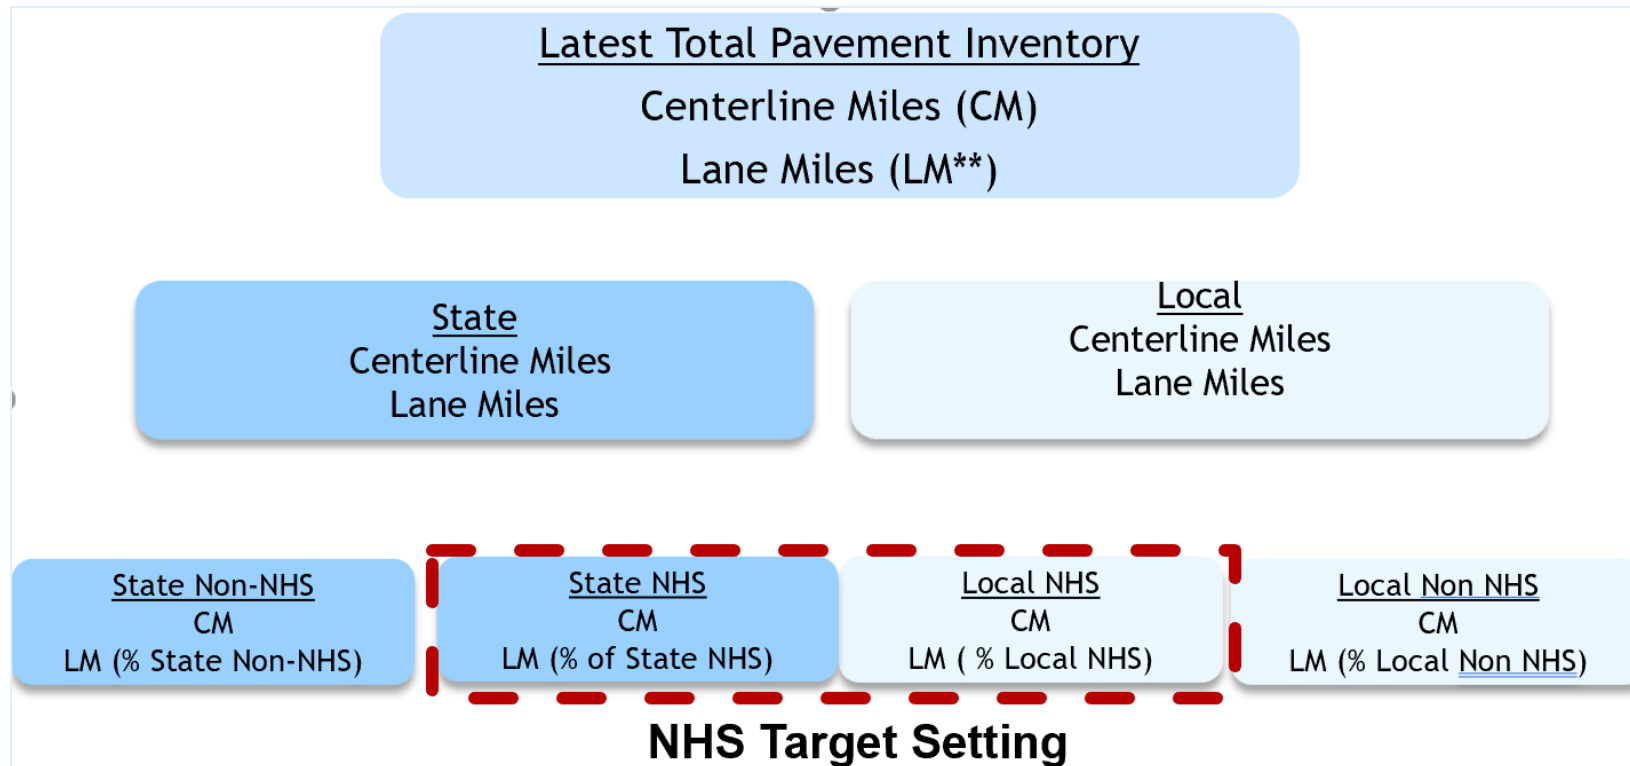 Latest Total Pavement Inventory
Centerline Miles (CM)
Lane Miles (LM**)
State
Centerline Miles
Lane Miles
Local
Centerline Miles
Lane Miles
State Non-NHS
CM
LM (% State Non-NHS)
State NHS
CM
LM (% of State NHS)
Local NHS
CM
LM ( % Local NHS)
Local Non NHS
CM
LM (% Local Non NHS)
NHS Target Setting